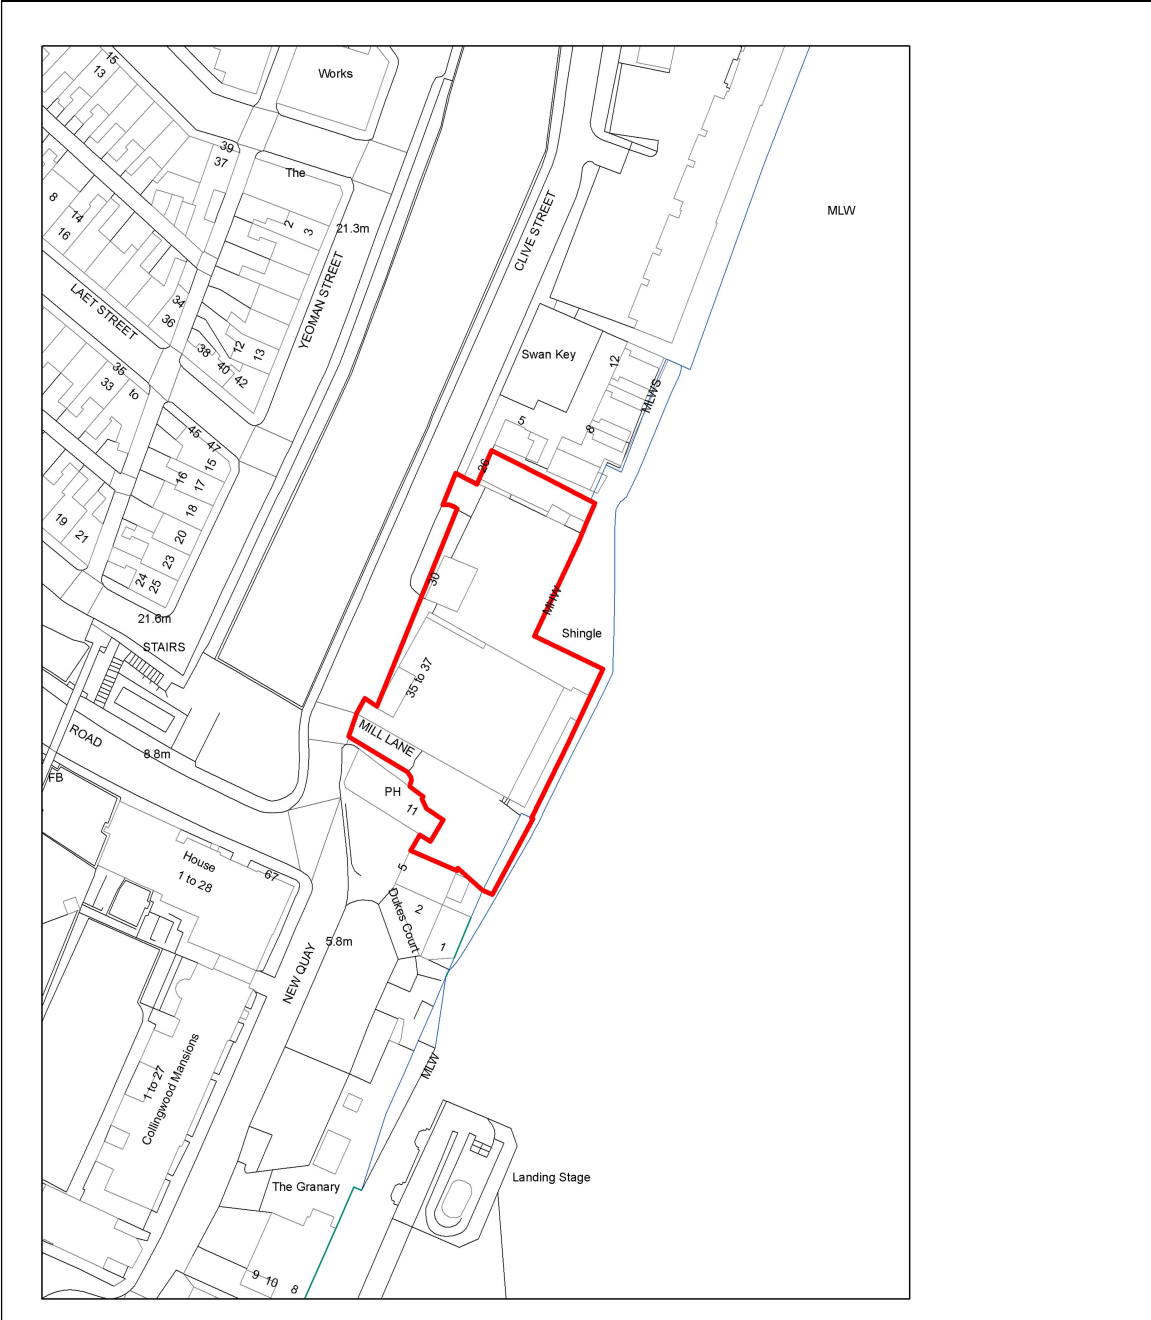 15
13
Works
39
37
The
8
14
16
2
3
21.3m
MLW
CLIVE STREET
YEOMAN STREET
LAET STREET
34
36
38
40
42
12
13
35
to
33
Swan Key
12
MLWS
5
8
45
47
15
16
17
18
20
23
24
25
19
21
26
30
MHW
21.6m
STAIRS
Shingle
35 to 37
MILL LANE
ROAD
8.8m
FB
PH
11
House
1 to 28
67
5
Dukes Court
2
1
5.8m
NEW QUAY
MLW
1 to 27
Collingwood Mansions
Landing Stage
The Granary
9
10
8